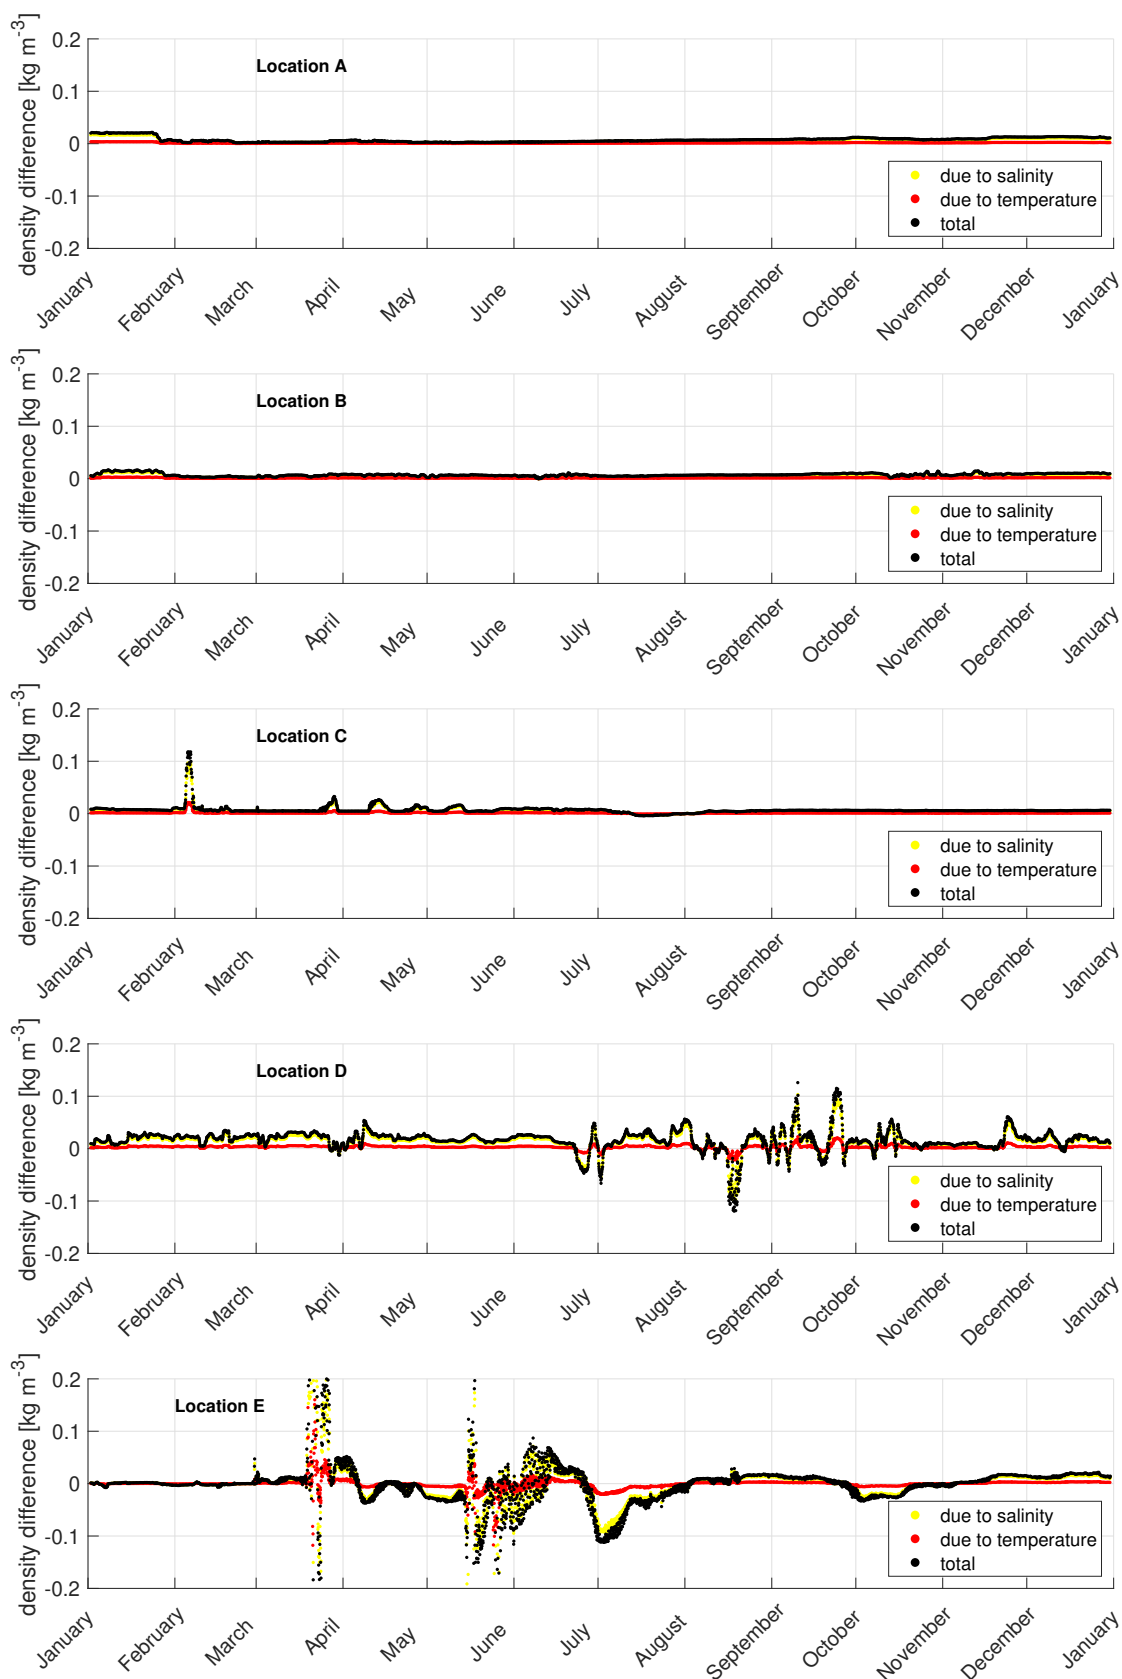 density difference [kg m-3]
0.2
0.1
0
-0.1
-0.2
Location A
due to salinity
due to temperature
total
January
February
March
April
May
June
July
August
September
October
November
December
January
density difference [kg m-3]
0.2
0.1
0
-0.1
-0.2
Location B
due to salinity
due to temperature
total
January
February
March
April
May
June
July
August
September
October
November
December
January
density difference [kg m-3]
0.2
0.1
0
-0.1
-0.2
Location C
due to salinity
due to temperature
total
January
February
March
April
May
June
July
August
September
October
November
December
January
density difference [kg m-3]
0.2
0.1
0
-0.1
-0.2
Location D
due to salinity
due to temperature
total
January
February
March
April
May
June
July
August
September
October
November
December
January
density difference [kg m-3]
0.2
0.1
0
-0.1
-0.2
Location E
due to salinity
due to temperature
total
January
February
March
April
May
June
July
August
September
October
November
December
January